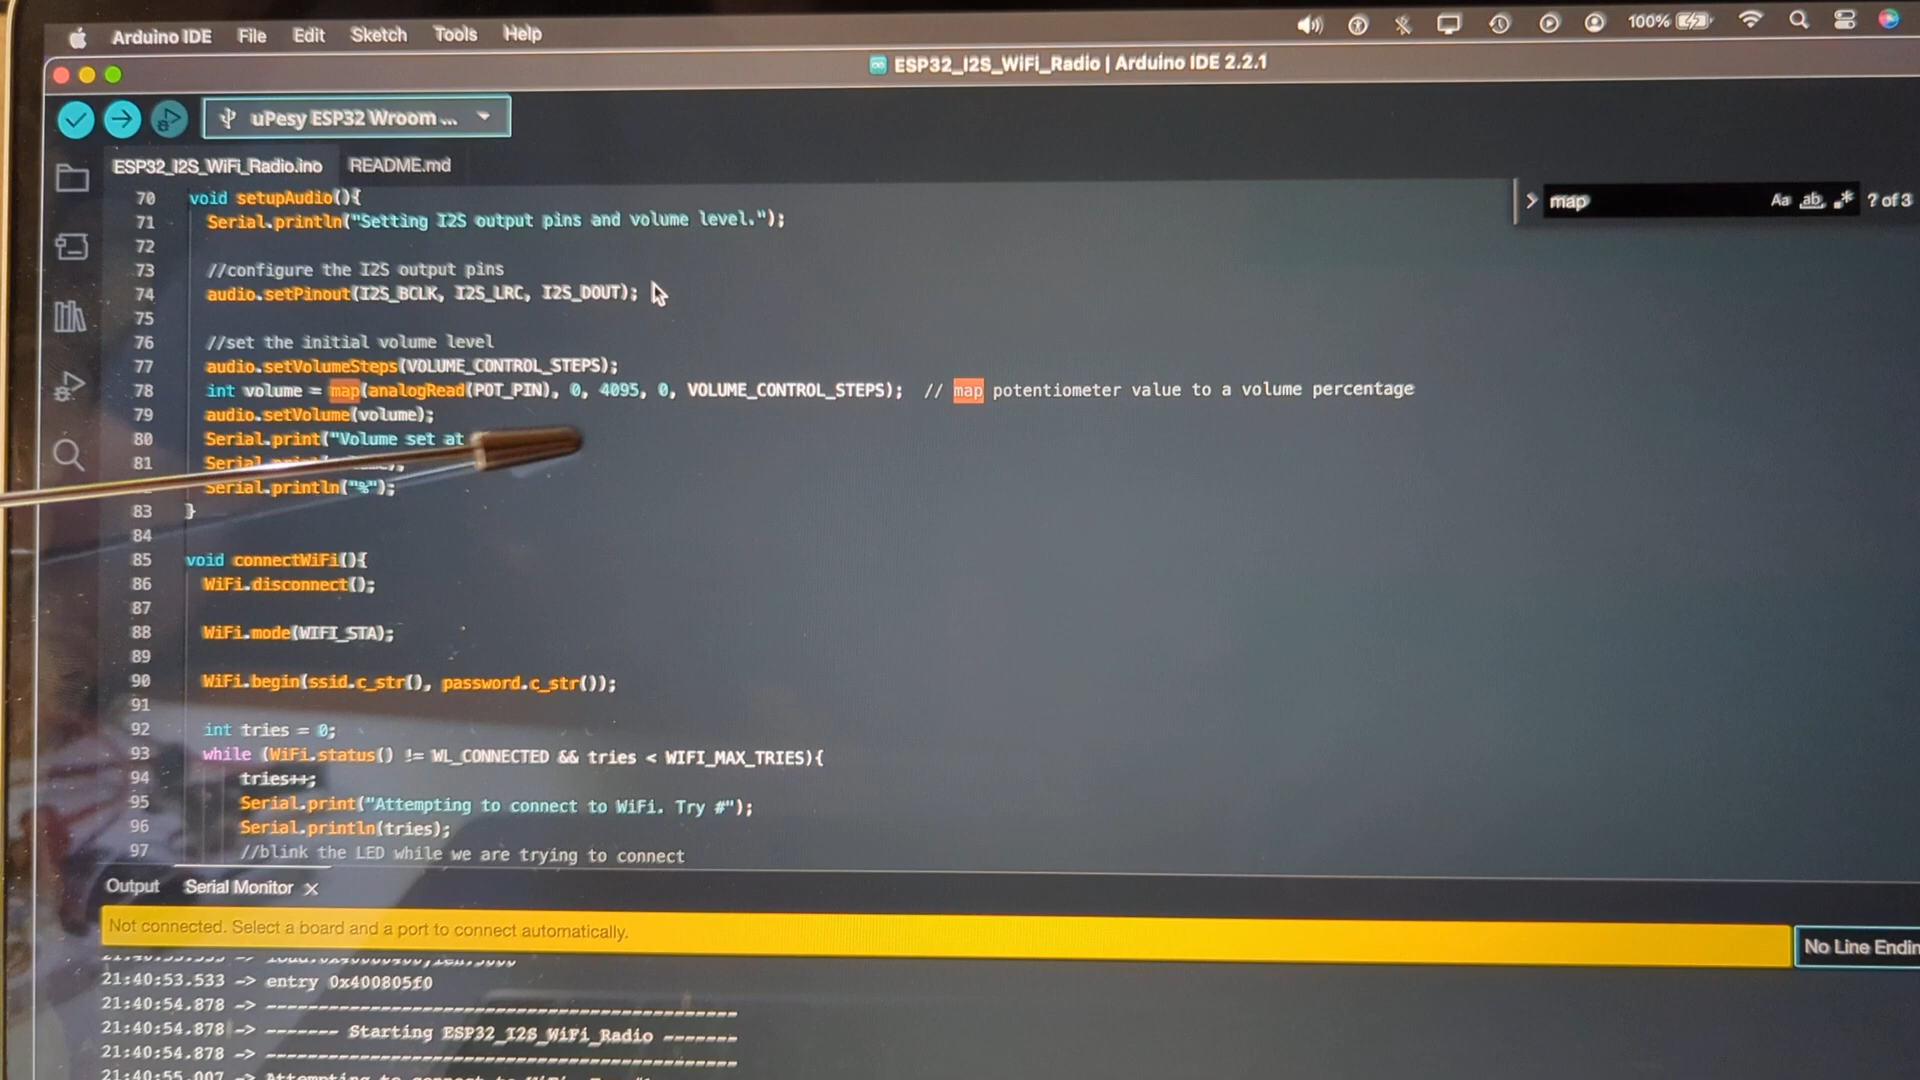 Arduino IDE File Edit Sketch Tools Help 100%
ESP32_I2S_WiFi_Radio | Arduino IDE 2.2.1
uPesy ESP32 Wroom ...
ESP32_I2S_WiFi_Radio.ino README.md
map Aa ab, .* ? of 3
70 void setupAudio(){
71 Serial.println("Setting I2S output pins and volume level.");
72
73 //configure the I2S output pins
74 audio.setPinout(I2S_BCLK, I2S_LRC, I2S_DOUT);
75
76 //set the initial volume level
77 audio.setVolumeSteps(VOLUME_CONTROL_STEPS);
78 int volume = map(analogRead(POT_PIN), 0, 4095, 0, VOLUME_CONTROL_STEPS); // map potentiometer value to a volume percentage
79 audio.setVolume(volume);
80 Serial.print("Volume set at
81 Serial
Serial.println("%");
83 }
84
85 void connectWiFi(){
86 WiFi.disconnect();
87
88 WiFi.mode(WIFI_STA);
89
90 WiFi.begin(ssid.c_str(), password.c_str());
91
92 int tries = 0;
93 while (WiFi.status() != WL_CONNECTED && tries < WIFI_MAX_TRIES){
94 tries++;
95 Serial.print("Attempting to connect to WiFi. Try #");
96 Serial.println(tries);
97 //blink the LED while we are trying to connect
Output Serial Monitor
Not connected. Select a board and a port to connect automatically.
No Line Endin
21:40:53.533 -> entry 0x400805f0
21:40:54.878 -> -------------------------------------------------
21:40:54.878 -> ------- Starting ESP32_I2S_WiFi_Radio -------
21:40:54.878 -> -------------------------------------------------
21:40:55.007 ->